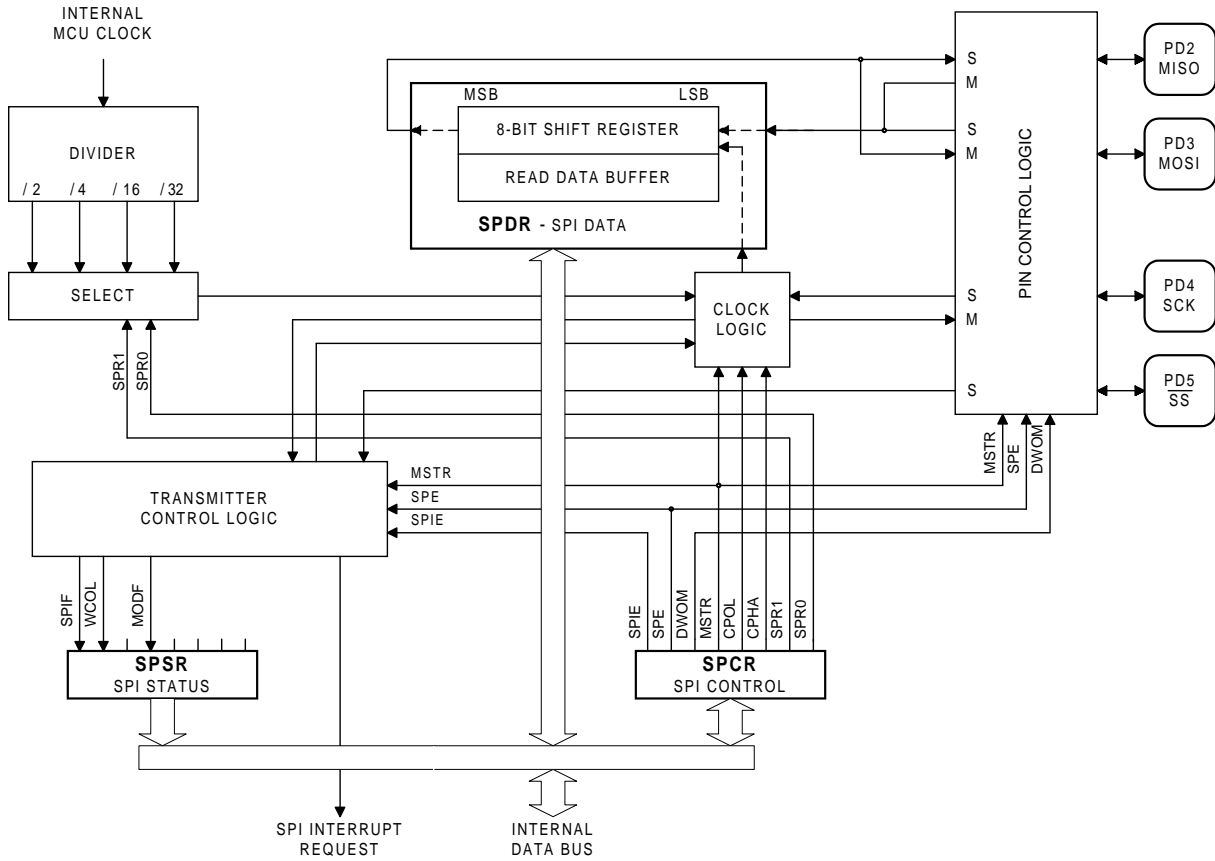 INTERNAL
MCU CLOCK
DIVIDER
/ 2 / 4 / 16 / 32
SELECT
SPR1
SPR0
MSB LSB
8-BIT SHIFT REGISTER
READ DATA BUFFER
SPDR - SPI DATA
CLOCK
LOGIC
S
M
S
M
S
M
S
PIN CONTROL LOGIC
PD2
MISO
PD3
MOSI
PD4
SCK
PD5
SS
MSTR
SPE
DWOM
TRANSMITTER
CONTROL LOGIC
MSTR
SPE
SPIE
SPIF
WCOL
MODF
SPSR
SPI STATUS
SPIE
SPE
DWOM
MSTR
CPOL
CPHA
SPR1
SPR0
SPCR
SPI CONTROL
SPI INTERRUPT
REQUEST
INTERNAL
DATA BUS